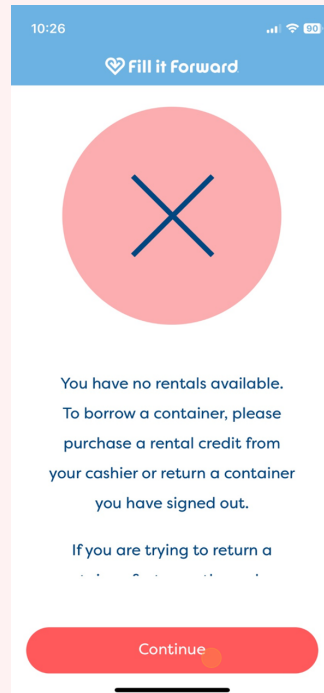 10:26
90
Fill it Forward
You have no rentals available.
To borrow a container, please
purchase a rental credit from
your cashier or return a container
you have signed out.
If you are trying to return a
Continue